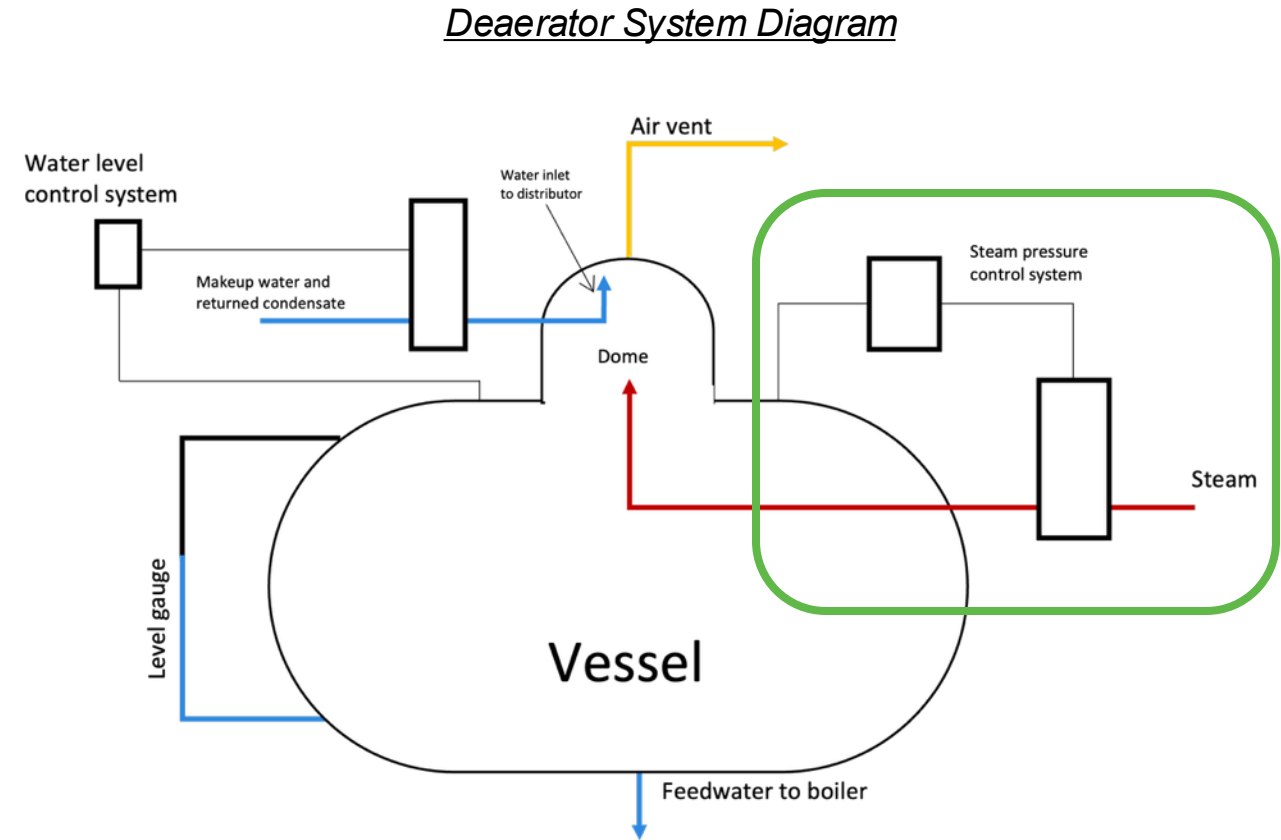 Deaerator System Diagram
Air vent
Water level
control system
Water inlet
to distributor
Makeup water and
returned condensate
Steam pressure
control system
Dome
Steam
Level gauge
Vessel
Feedwater to boiler